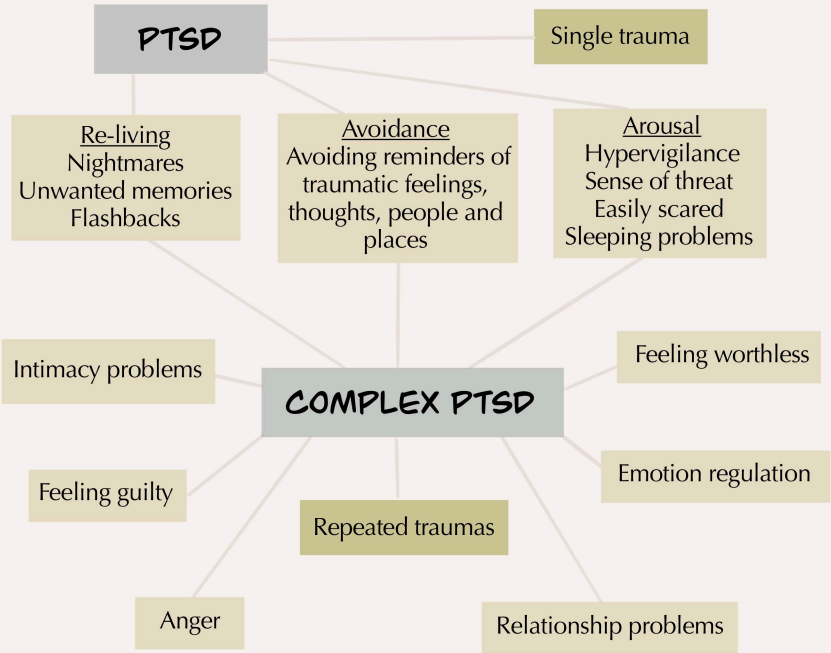 PTSD
Single trauma
Re-living
Nightmares
Unwanted memories
Flashbacks
Avoidance
Avoiding reminders of
traumatic feelings,
thoughts, people and
places
Arousal
Hypervigilance
Sense of threat
Easily scared
Sleeping problems
Intimacy problems
Feeling worthless
COMPLEX PTSD
Feeling guilty
Emotion regulation
Repeated traumas
Anger
Relationship problems